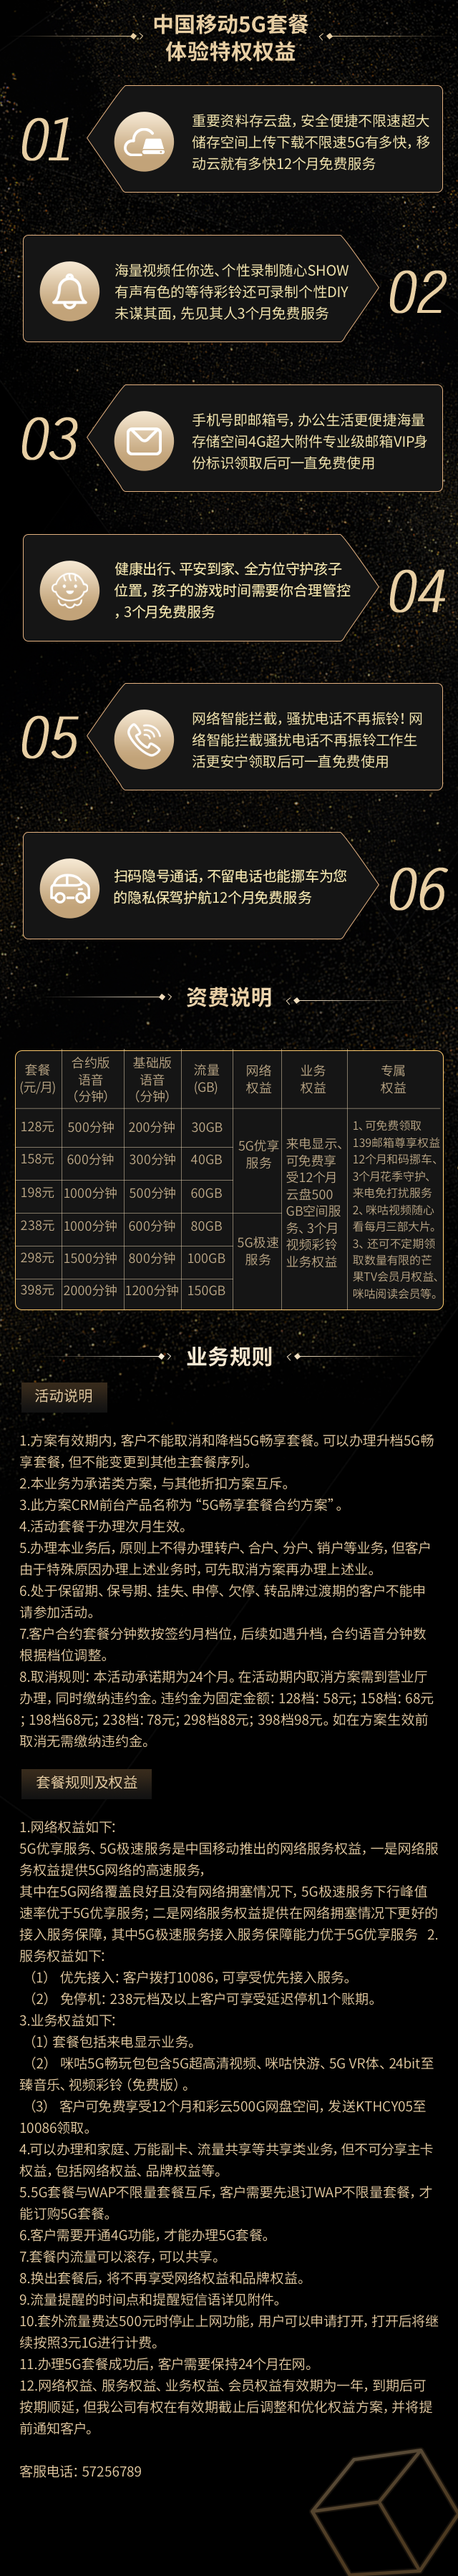 中国移动5G套餐
体验特权权益
01
重要资料存云盘，安全便捷不限速超大
储存空间上传下载不限速5G有多快，移
动云就有多快12个月免费服务
海量视频任你选、个性录制随心SHOW
有声有色的等待彩铃还可录制个性DIY
未谋其面，先见其人3个月免费服务
02
03
手机号即邮箱号，办公生活更便捷海量
存储空间4G超大附件专业级邮箱VIP身
份标识领取后可一直免费使用
健康出行、平安到家、全方位守护孩子
位置，孩子的游戏时间需要你合理管控
，3个月免费服务
04
05
网络智能拦截，骚扰电话不再振铃！网
络智能拦截骚扰电话不再振铃工作生
活更安宁领取后可一直免费使用
扫码隐号通话，不留电话也能挪车为您
的隐私保驾护航12个月免费服务
06
资费说明
套餐
(元/月)
合约版
语音
（分钟）
基础版
语音
（分钟）
流量
(GB)
网络
权益
业务
权益
专属
权益
128元 500分钟 200分钟 30GB
158元 600分钟 300分钟 40GB
198元 1000分钟 500分钟 60GB
238元 1000分钟 600分钟 80GB
298元 1500分钟 800分钟 100GB
398元 2000分钟 1200分钟 150GB
5G优享
服务
5G极速
服务
来电显示、
可免费享
受12个月
云盘500
GB空间服
务、3个月
视频彩铃
业务权益
1、可免费领取
139邮箱尊享权益
12个月和码挪车、
3个月花季守护、
来电免打扰服务
2、咪咕视频随心
看每月三部大片。
3、还可不定期领
取数量有限的芒
果TV会员月权益、
咪咕阅读会员等。
业务规则
活动说明
1.方案有效期内，客户不能取消和降档5G畅享套餐。可以办理升档5G畅
享套餐，但不能变更到其他主套餐序列。
2.本业务为承诺类方案，与其他折扣方案互斥。
3.此方案CRM前台产品名称为“5G畅享套餐合约方案”。
4.活动套餐于办理次月生效。
5.办理本业务后，原则上不得办理转户、合户、分户、销户等业务，但客户
由于特殊原因办理上述业务时，可先取消方案再办理上述业。
6.处于保留期、保号期、挂失、申停、欠停、转品牌过渡期的客户不能申
请参加活动。
7.客户合约套餐分钟数按签约月档位，后续如遇升档，合约语音分钟数
根据档位调整。
8.取消规则：本活动承诺期为24个月。在活动期内取消方案需到营业厅
办理，同时缴纳违约金。违约金为固定金额：128档：58元；158档：68元
；198档68元；238档：78元；298档88元；398档98元。如在方案生效前
取消无需缴纳违约金。
套餐规则及权益
1.网络权益如下：
5G优享服务、5G极速服务是中国移动推出的网络服务权益，一是网络服
务权益提供5G网络的高速服务，
其中在5G网络覆盖良好且没有网络拥塞情况下，5G极速服务下行峰值
速率优于5G优享服务；二是网络服务权益提供在网络拥塞情况下更好的
接入服务保障，其中5G极速服务接入服务保障能力优于5G优享服务 2.
服务权益如下：
（1） 优先接入：客户拨打10086，可享受优先接入服务。
（2） 免停机：238元档及以上客户可享受延迟停机1个账期。
3.业务权益如下：
（1）套餐包括来电显示业务。
（2） 咪咕5G畅玩包包含5G超高清视频、咪咕快游、5G VR体、24bit至
臻音乐、视频彩铃（免费版）。
（3） 客户可免费享受12个月和彩云500G网盘空间，发送KTHCY05至
10086领取。
4.可以办理和家庭、万能副卡、流量共享等共享类业务，但不可分享主卡
权益，包括网络权益、品牌权益等。
5.5G套餐与WAP不限量套餐互斥，客户需要先退订WAP不限量套餐，才
能订购5G套餐。
6.客户需要开通4G功能，才能办理5G套餐。
7.套餐内流量可以滚存，可以共享。
8.换出套餐后，将不再享受网络权益和品牌权益。
9.流量提醒的时间点和提醒短信语详见附件。
10.套外流量费达500元时停止上网功能，用户可以申请打开，打开后将继
续按照3元1G进行计费。
11.办理5G套餐成功后，客户需要保持24个月在网。
12.网络权益、服务权益、业务权益、会员权益有效期为一年，到期后可
按期顺延，但我公司有权在有效期截止后调整和优化权益方案，并将提
前通知客户。
客服电话：57256789